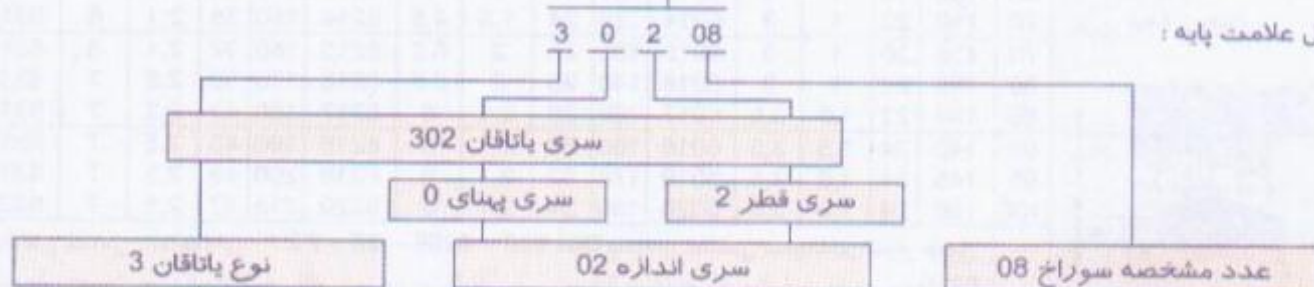 3 0 2 08
علامت پایه :
سری یاتاقان 302
سری پهنای 0
سری قطر 2
نوع یاتاقان 3
سری اندازه 02
عدد مشخصه سوراخ 08